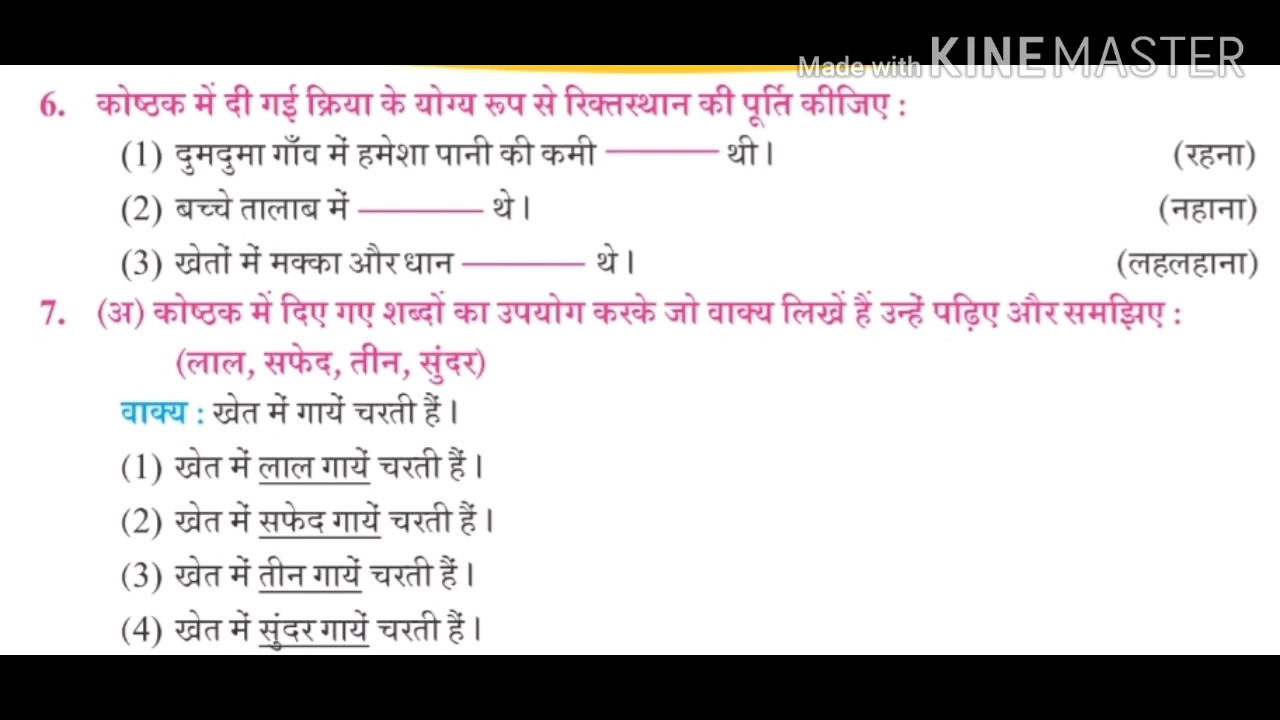 Made with KINEMASTER
6. कोष्ठक में दी गई क्रिया के योग्य रूप से रिक्तस्थान की पूर्ति कीजिए :
(1) दुमदुमा गाँव में हमेशा पानी की कमी ——— थी। (रहना)
(2) बच्चे तालाब में ——— थे। (नहाना)
(3) खेतों में मक्का और धान ——— थे। (लहलहाना)
7. (अ) कोष्ठक में दिए गए शब्दों का उपयोग करके जो वाक्य लिखें हैं उन्हें पढ़िए और समझिए :
(लाल, सफेद, तीन, सुंदर)
वाक्य : खेत में गायें चरती हैं।
(1) खेत में लाल गायें चरती हैं।
(2) खेत में सफेद गायें चरती हैं।
(3) खेत में तीन गायें चरती हैं।
(4) खेत में सुंदर गायें चरती हैं।